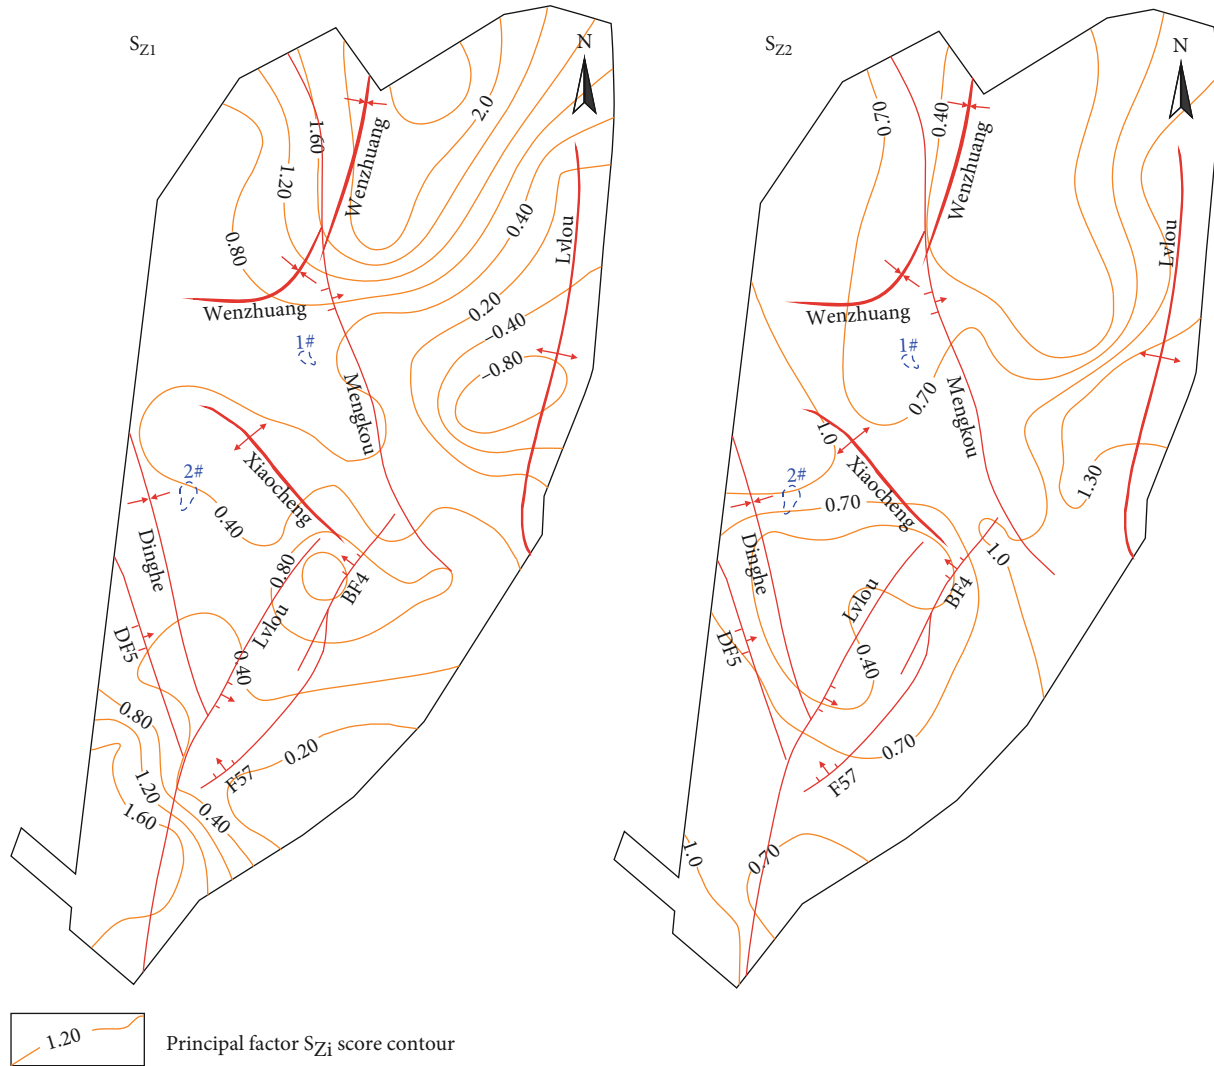 S_Z1
N
2.0
1.60
Wenzhuang
1.20
0.80
0.40
Lvlou
Wenzhuang
0.20
-0.40
-0.80
1#
Mengkou
Xiaocheng
2#
0.40
Dinghe
0.80
BF4
Lvlou
DF5
0.40
0.80
0.20
F57
1.20
1.60
0.40
S_Z2
N
0.70
0.40
Wenzhuang
Lvlou
Wenzhuang
1#
0.70
Mengkou
1.0
Xiaocheng
2#
0.70
1.30
Dinghe
1.0
BF4
Lvlou
DF5
0.40
0.70
F57
1.0
0.70
1.20
Principal factor S_Zi score contour